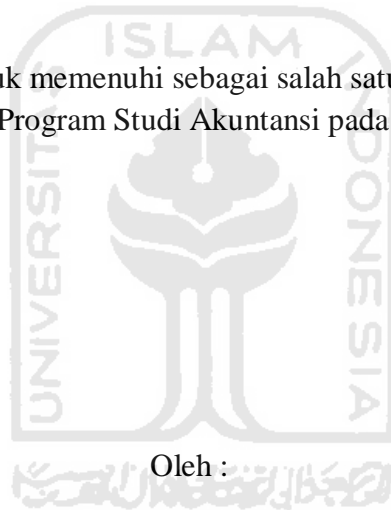 ISLAM
uk memenuhi sebagai salah satu
Program Studi Akuntansi pada
UNIVERSITAS
INDONESIA
Oleh :